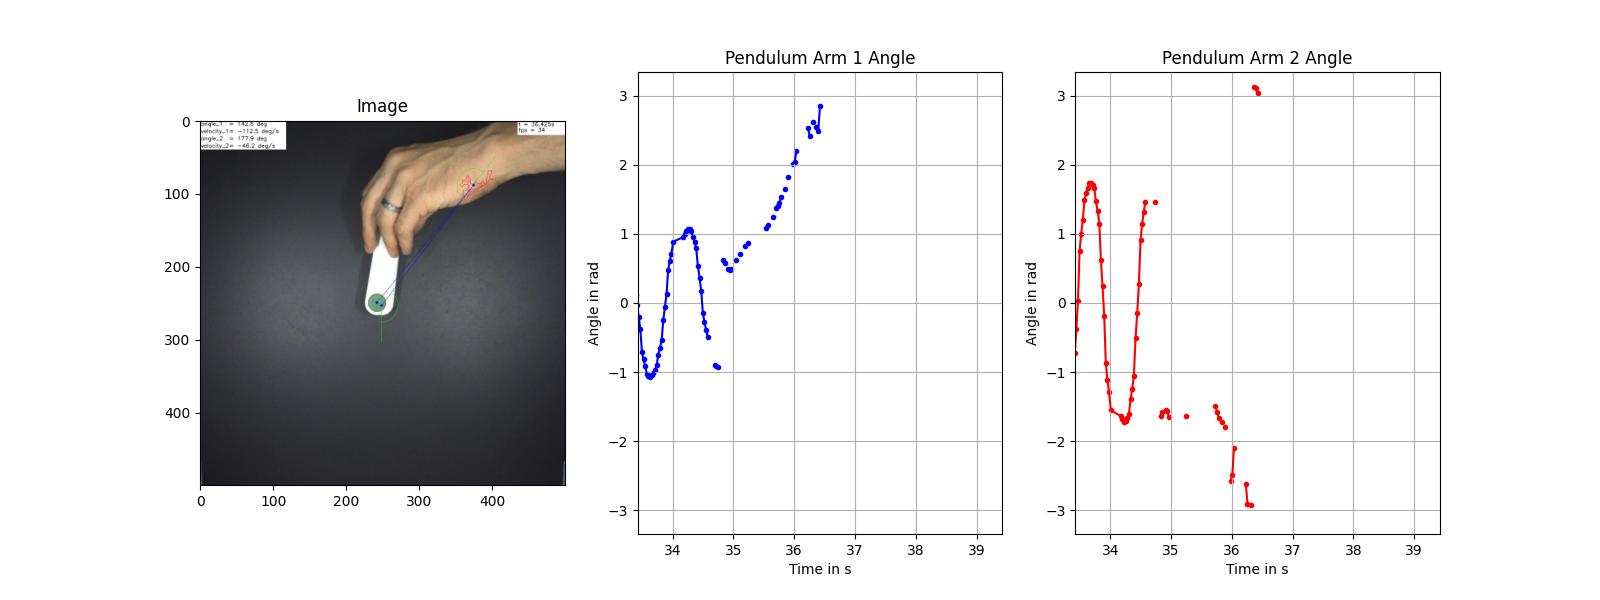 Image
angle_1 = 142.6 deg
velocity_1= -112.5 deg/s
angle_2 = 177.9 deg
velocity_2= -46.2 deg/s
t = 36.425s
fps = 34
0
100
200
300
400
0 100 200 300 400
Pendulum Arm 1 Angle
Angle in rad
3
2
1
0
−1
−2
−3
34 35 36 37 38 39
Time in s
Pendulum Arm 2 Angle
Angle in rad
3
2
1
0
−1
−2
−3
34 35 36 37 38 39
Time in s